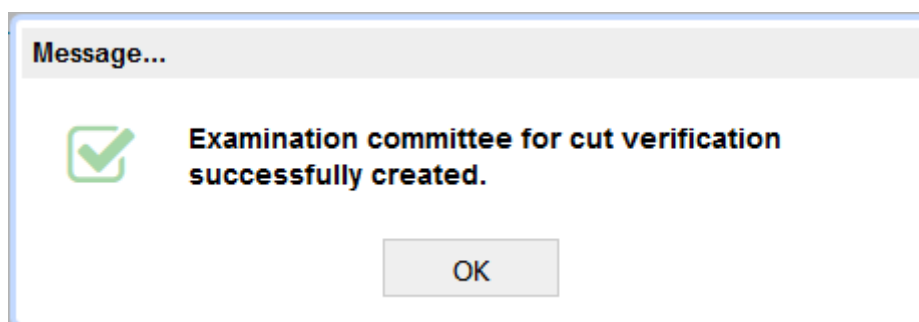 Message...
Examination committee for cut verification
successfully created.
OK